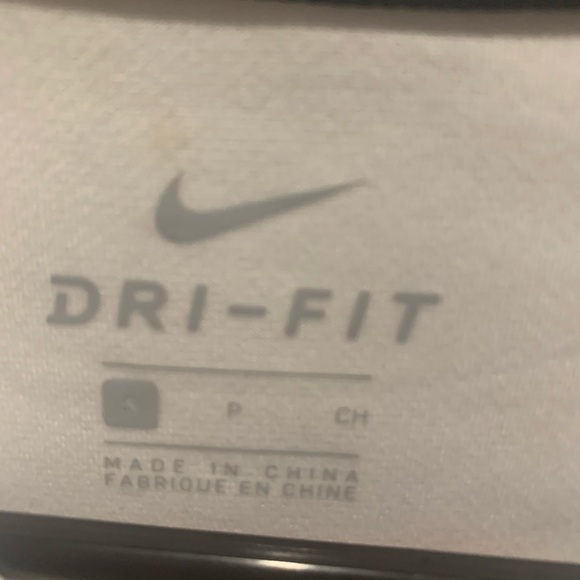 DRI-FIT
S P CH
MADE IN CHINA
FABRIQUE EN CHINE